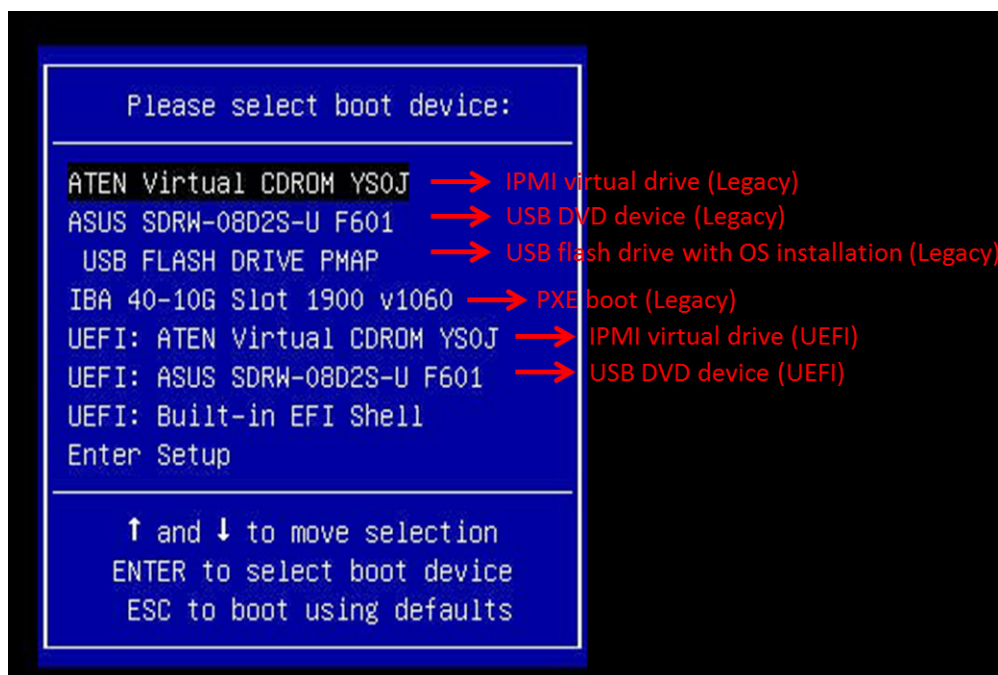 Please select boot device:
ATEN Virtual CDROM YS0J → IPMI virtual drive (Legacy)
ASUS SDRW-08D2S-U F601 → USB DVD device (Legacy)
USB FLASH DRIVE PMAP → USB flash drive with OS installation (Legacy)
IBA 40-10G Slot 1900 v1060 → PXE boot (Legacy)
UEFI: ATEN Virtual CDROM YS0J → IPMI virtual drive (UEFI)
UEFI: ASUS SDRW-08D2S-U F601 → USB DVD device (UEFI)
UEFI: Built-in EFI Shell
Enter Setup
↑ and ↓ to move selection
ENTER to select boot device
ESC to boot using defaults